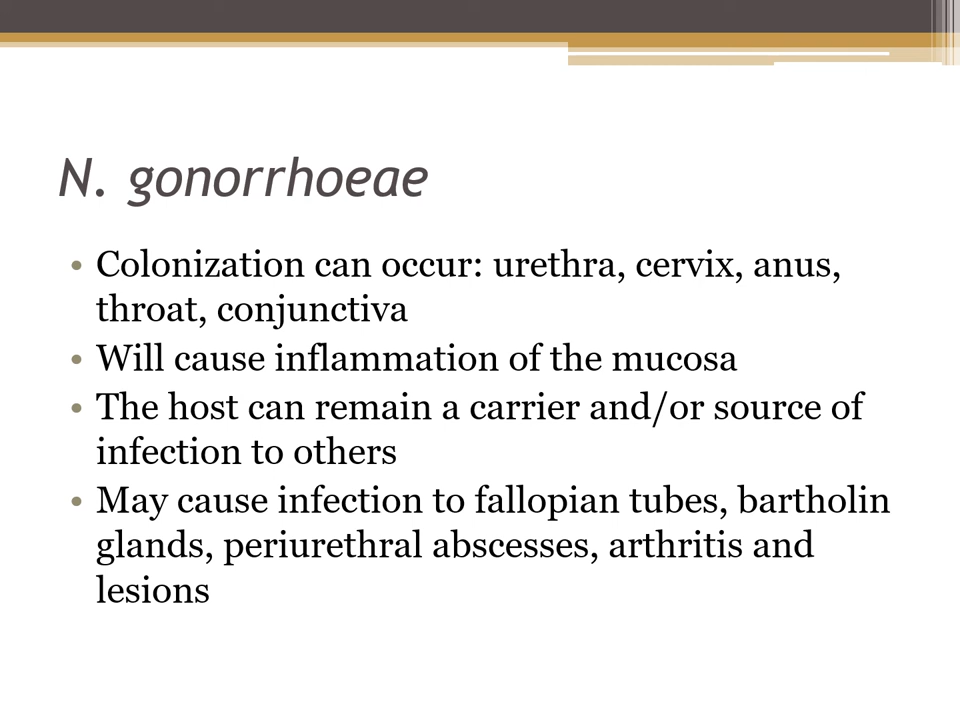 N. gonorrhoeae
• Colonization can occur: urethra, cervix, anus,
throat, conjunctiva
• Will cause inflammation of the mucosa
• The host can remain a carrier and/or source of
infection to others
• May cause infection to fallopian tubes, bartholin
glands, periurethral abscesses, arthritis and
lesions